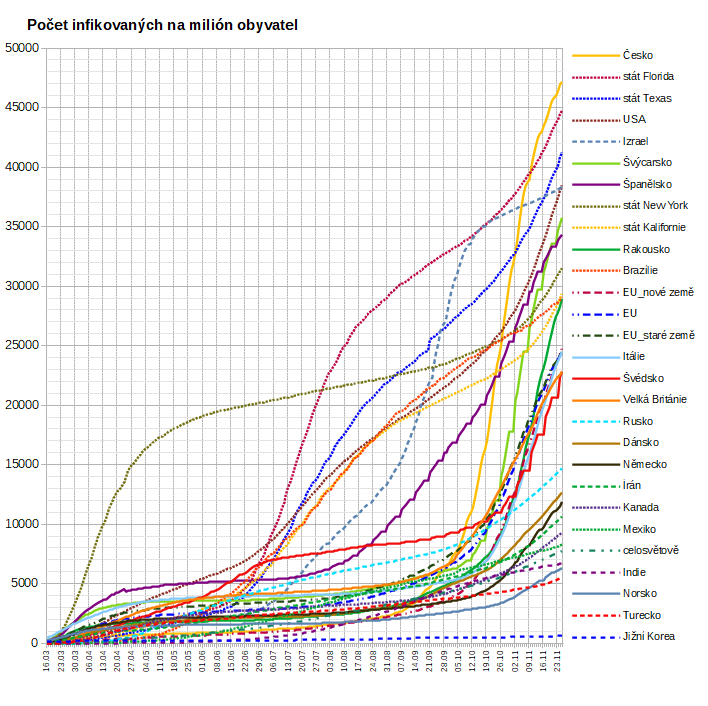 Počet infikovaných na milión obyvatel
50000
45000
40000
35000
30000
25000
20000
15000
10000
5000
0
16.03
23.03
30.03
06.04
13.04
20.04
27.04
04.05
11.05
18.05
25.05
01.06
08.06
15.06
22.06
29.06
06.07
13.07
20.07
27.07
03.08
10.08
17.08
24.08
31.08
07.09
14.09
21.09
28.09
05.10
12.10
19.10
26.10
02.11
09.11
16.11
23.11
Česko
stát Florida
stát Texas
USA
Izrael
Švýcarsko
Španělsko
stát New York
stát Kalifornie
Rakousko
Brazílie
EU_nové země
EU
EU_staré země
Itálie
Švédsko
Velká Británie
Rusko
Dánsko
Německo
Írán
Kanada
Mexiko
celosvětově
Indie
Norsko
Turecko
Jižní Korea